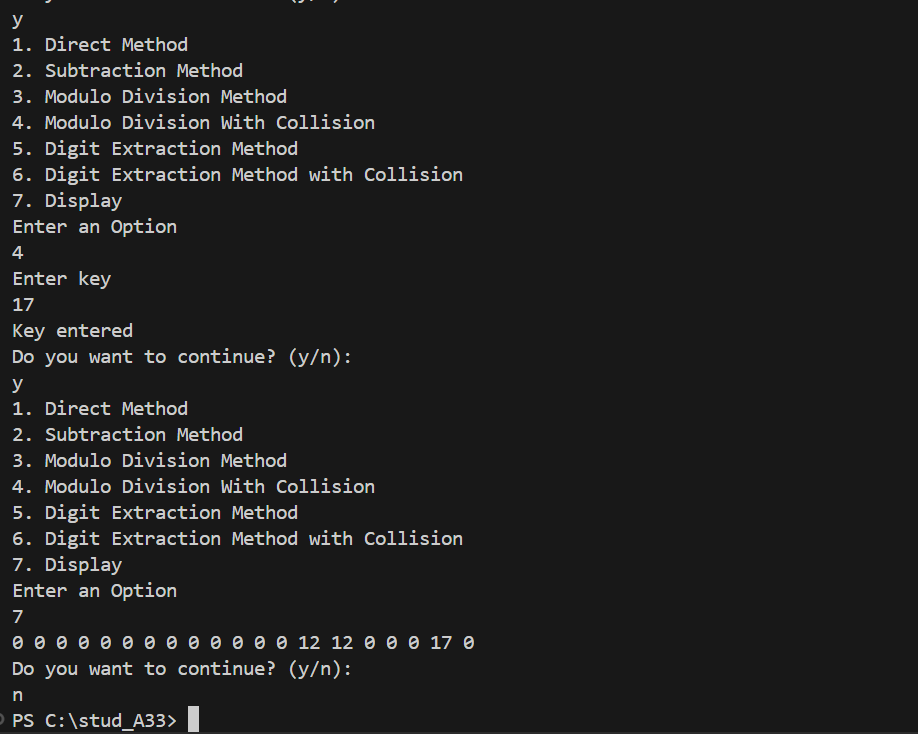 y
1. Direct Method
2. Subtraction Method
3. Modulo Division Method
4. Modulo Division With Collision
5. Digit Extraction Method
6. Digit Extraction Method with Collision
7. Display
Enter an Option
4
Enter key
17
Key entered
Do you want to continue? (y/n):
y
1. Direct Method
2. Subtraction Method
3. Modulo Division Method
4. Modulo Division With Collision
5. Digit Extraction Method
6. Digit Extraction Method with Collision
7. Display
Enter an Option
7
0 0 0 0 0 0 0 0 0 0 0 0 0 12 12 0 0 0 17 0
Do you want to continue? (y/n):
n
PS C:\stud_A33>